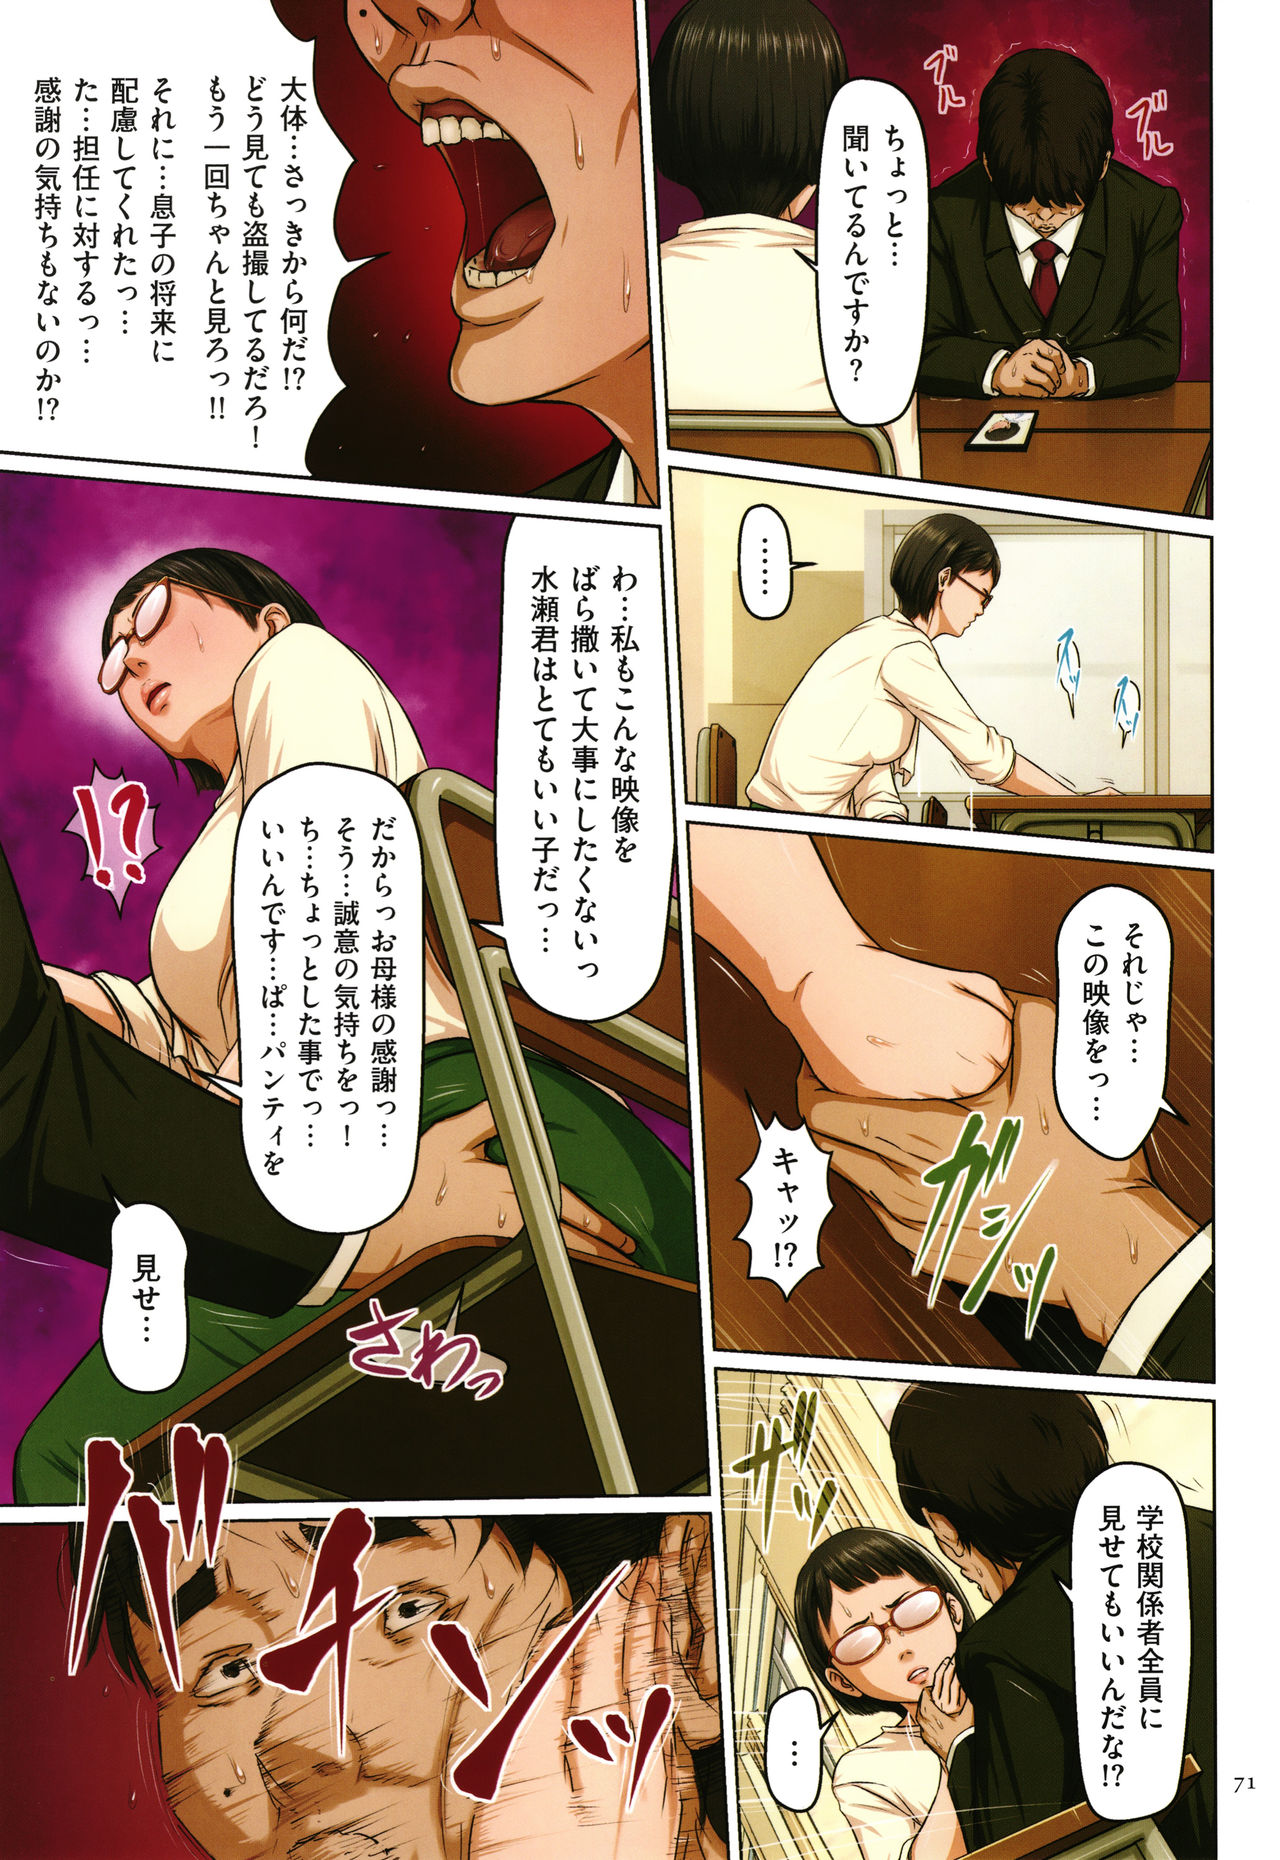 ブル
ブル
ちょっと…
聞いてるんですか?
大体…さっきから何だ!?
どう見ても盗撮してるだろ!
もう一回ちゃんと見ろっ!!
それに…息子の将来に
配慮してくれたっ…
た…担任に対するっ…
感謝の気持ちもないのか!?
……
スッ
スッ
それじゃ…
この映像をっ…
キャッ!?
ガシッ
ザザッ
学校関係者全員に
見せてもいいんだな!?
…
わ…私もこんな映像を
ばら撒いて大事にしたくないっ
水瀬君はとてもいい子だっ…
!?
だからっお母様の感謝っ…
そう…誠意の気持ちをっ!
ち…ちょっとした事でっ…
いいんです…ぱ…パンティを
見せ…
さわっ
バチンッ
71